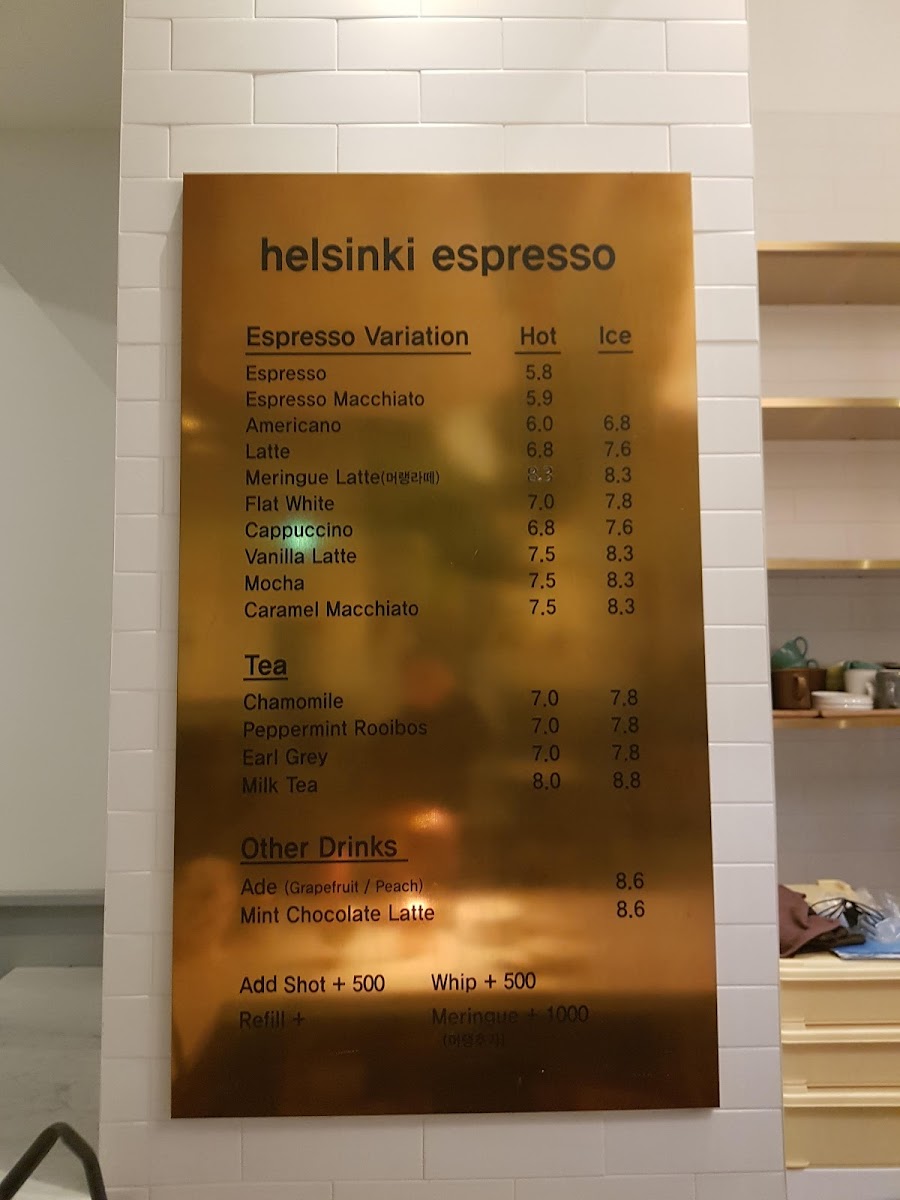 helsinki espresso
Espresso Variation Hot Ice
Espresso 5.8
Espresso Macchiato 5.9
Americano 6.0 6.8
Latte 6.8 7.6
Meringue Latte(머랭라떼) 8.3
Flat White 7.0 7.8
Cappuccino 6.8 7.6
Vanilla Latte 7.5 8.3
Mocha 7.5 8.3
Caramel Macchiato 7.5 8.3
Tea
Chamomile 7.0 7.8
Peppermint Rooibos 7.0 7.8
Earl Grey 7.0 7.8
Milk Tea 8.0 8.8
Other Drinks
Ade (Grapefruit / Peach) 8.6
Mint Chocolate Latte 8.6
Add Shot + 500 Whip + 500
Refill + Meringue + 1000
(머랭추가)